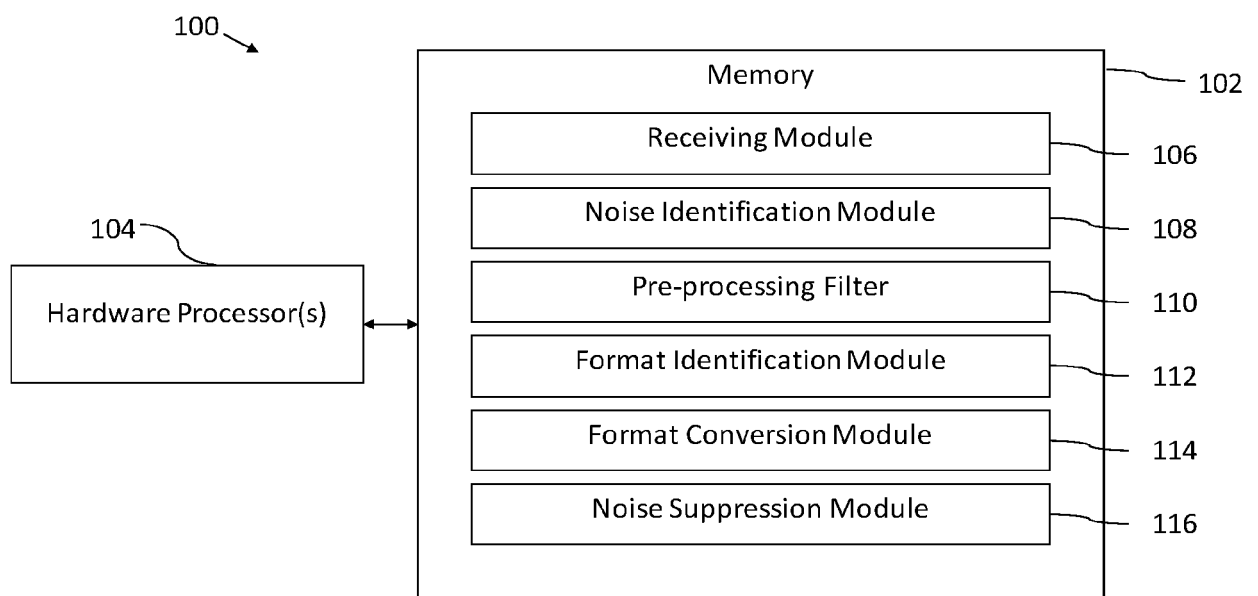 100
Memory
102
Receiving Module
106
Noise Identification Module
108
104
Pre-processing Filter
110
Hardware Processor(s)
Format Identification Module
112
Format Conversion Module
114
Noise Suppression Module
116